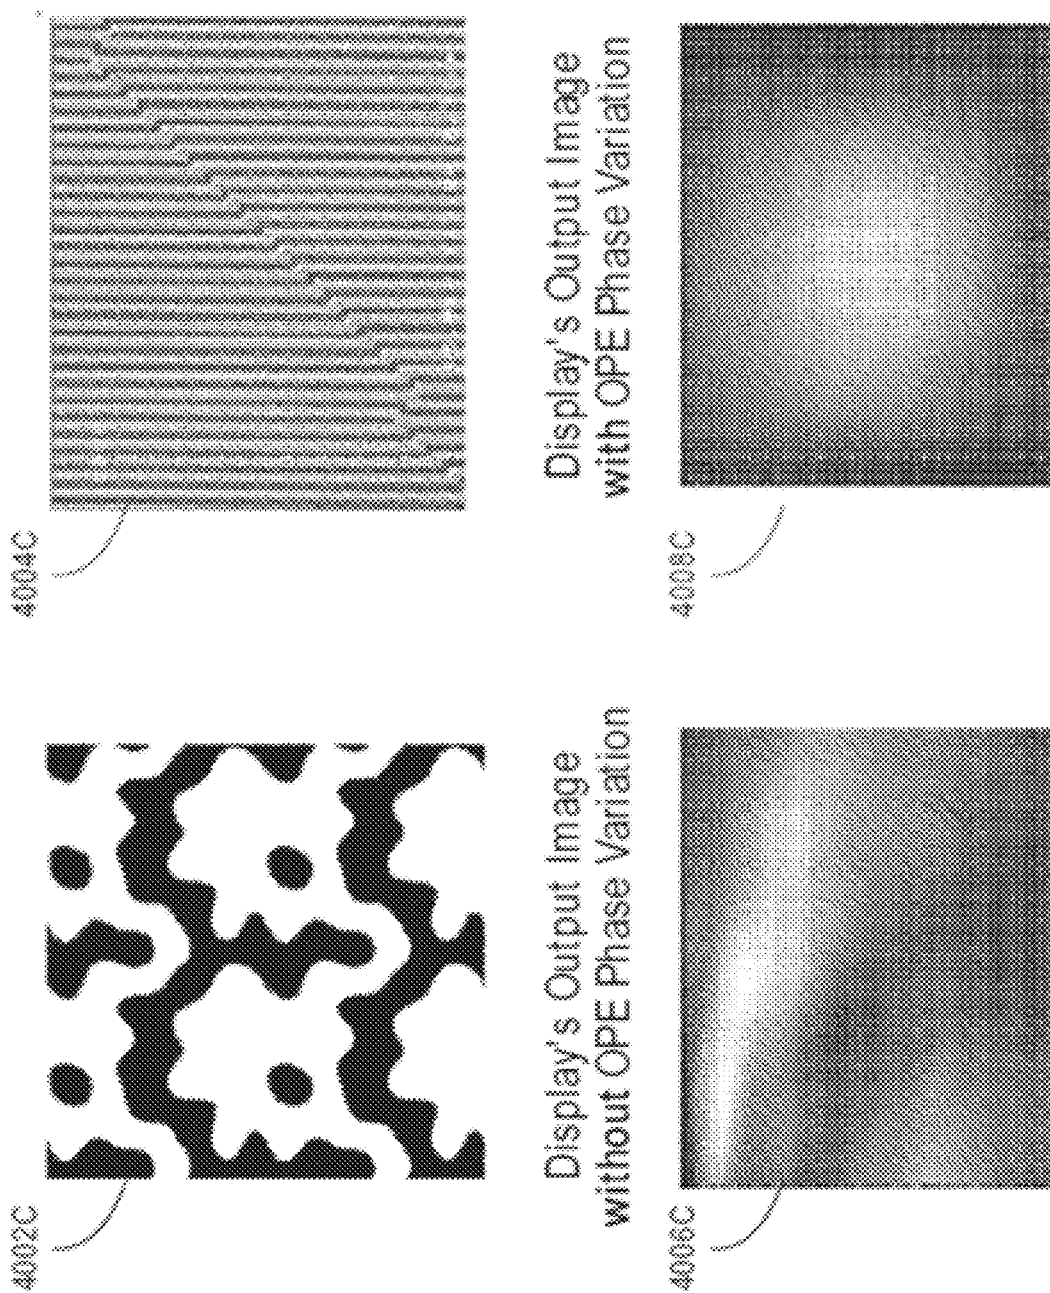 4002C
4004C
Display's Output Image
without OPE Phase Variation
Display's Output Image
with OPE Phase Variation
4006C
4008C